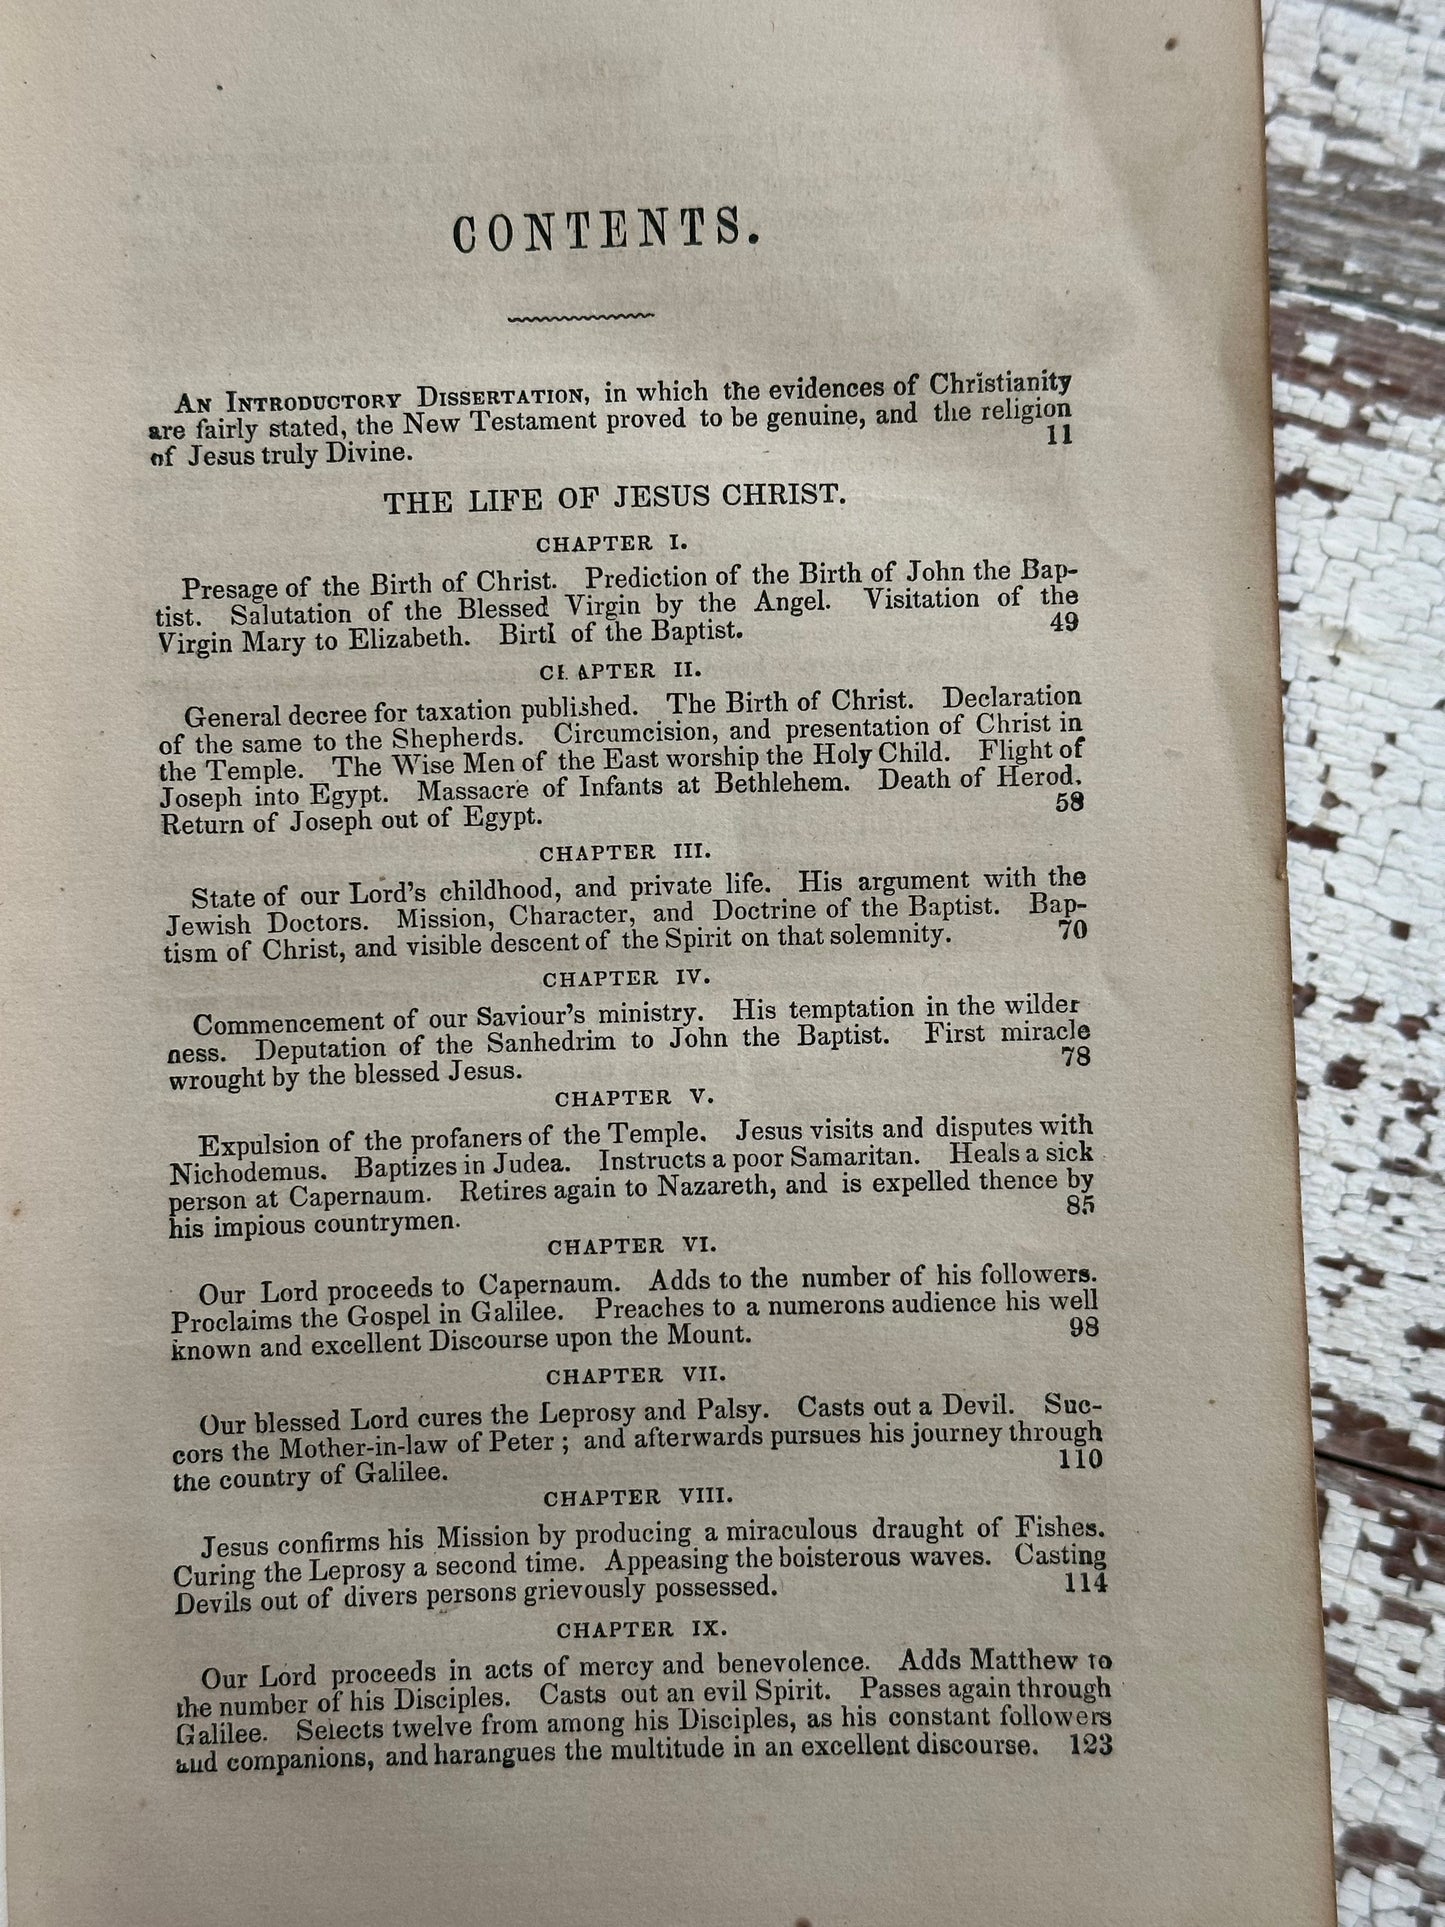 CONTENTS.
AN INTRODUCTORY DISSERTATION, in which the evidences of Christianity
are fairly stated, the New Testament proved to be genuine, and the religion
of Jesus truly Divine. 11
THE LIFE OF JESUS CHRIST.
CHAPTER I.
Presage of the Birth of Christ. Prediction of the Birth of John the Bap-
tist. Salutation of the Blessed Virgin by the Angel. Visitation of the
Virgin Mary to Elizabeth. Birtl of the Baptist. 49
CHAPTER II.
General decree for taxation published. The Birth of Christ. Declaration
of the same to the Shepherds. Circumcision, and presentation of Christ in
the Temple. The Wise Men of the East worship the Holy Child. Flight of
Joseph into Egypt. Massacre of Infants at Bethlehem. Death of Herod.
Return of Joseph out of Egypt. 58
CHAPTER III.
State of our Lord's childhood, and private life. His argument with the
Jewish Doctors. Mission, Character, and Doctrine of the Baptist. Bap-
tism of Christ, and visible descent of the Spirit on that solemnity. 70
CHAPTER IV.
Commencement of our Saviour's ministry. His temptation in the wilder
ness. Deputation of the Sanhedrim to John the Baptist. First miracle
wrought by the blessed Jesus. 78
CHAPTER V.
Expulsion of the profaners of the Temple. Jesus visits and disputes with
Nichodemus. Baptizes in Judea. Instructs a poor Samaritan. Heals a sick
person at Capernaum. Retires again to Nazareth, and is expelled thence by
his impious countrymen. 85
CHAPTER VI.
Our Lord proceeds to Capernaum. Adds to the number of his followers.
Proclaims the Gospel in Galilee. Preaches to a numerons audience his well
known and excellent Discourse upon the Mount. 98
CHAPTER VII.
Our blessed Lord cures the Leprosy and Palsy. Casts out a Devil. Suc-
cors the Mother-in-law of Peter; and afterwards pursues his journey through
the country of Galilee. 110
CHAPTER VIII.
Jesus confirms his Mission by producing a miraculous draught of Fishes.
Curing the Leprosy a second time. Appeasing the boisterous waves. Casting
Devils out of divers persons grievously possessed. 114
CHAPTER IX.
Our Lord proceeds in acts of mercy and benevolence. Adds Matthew to
the number of his Disciples. Casts out an evil Spirit. Passes again through
Galilee. Selects twelve from among his Disciples, as his constant followers
and companions, and harangues the multitude in an excellent discourse. 123